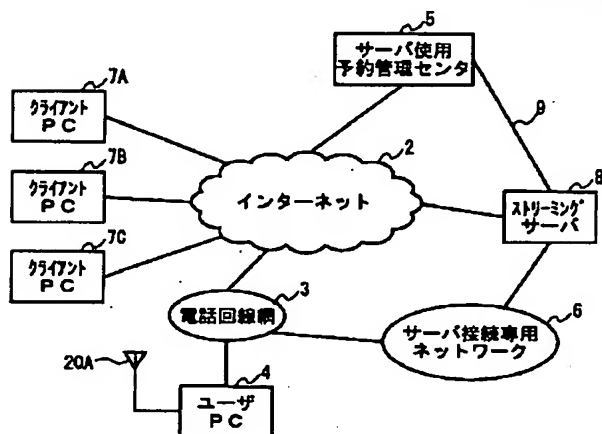 5
サーバ使用
予約管理センタ
7A
クライアント
PC
9
7B
クライアント
PC
2
インターネット
8
ストリーミング
サーバ
7C
クライアント
PC
3
電話回線網
6
サーバ接続専用
ネットワーク
20A
4
ユーザ
PC